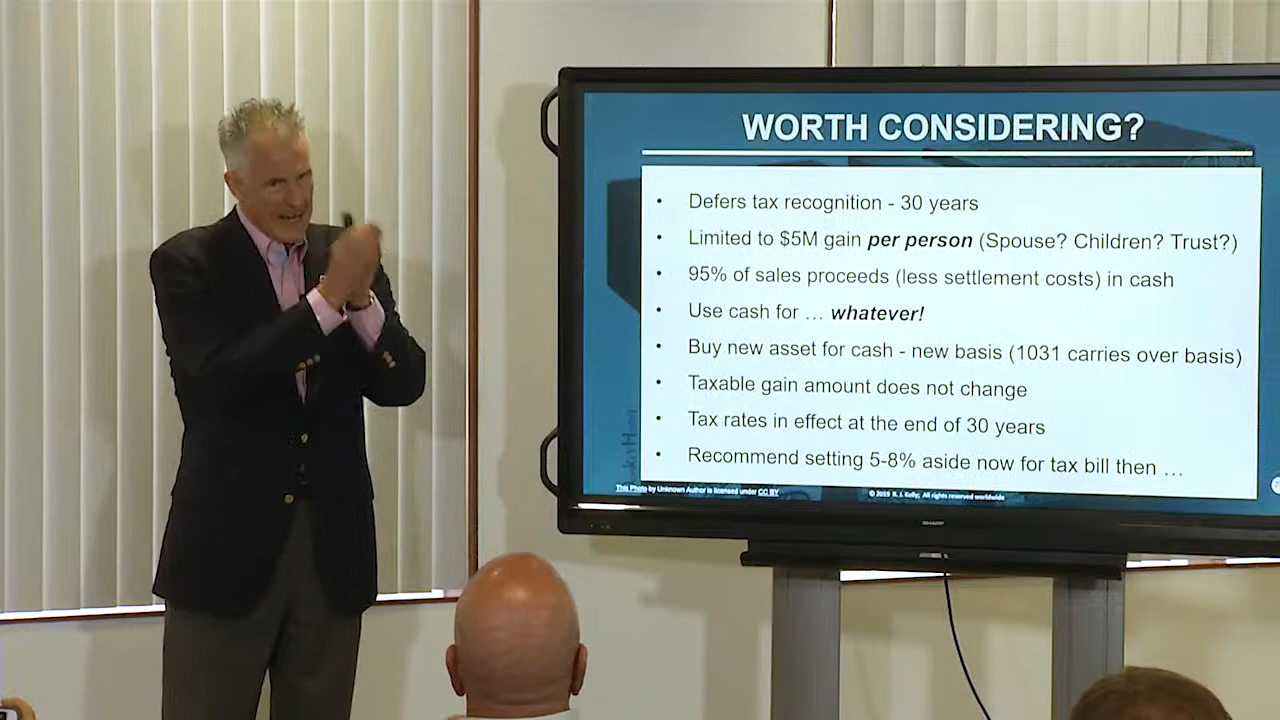 WORTH CONSIDERING?
• Defers tax recognition - 30 years
• Limited to $5M gain per person (Spouse? Children? Trust?)
• 95% of sales proceeds (less settlement costs) in cash
• Use cash for … whatever!
• Buy new asset for cash - new basis (1031 carries over basis)
• Taxable gain amount does not change
• Tax rates in effect at the end of 30 years
• Recommend setting 5-8% aside now for tax bill then …
This Photo by Unknown Author is licensed under CC BY
© 2019 R. J. Kelly; All rights reserved worldwide
SHARP